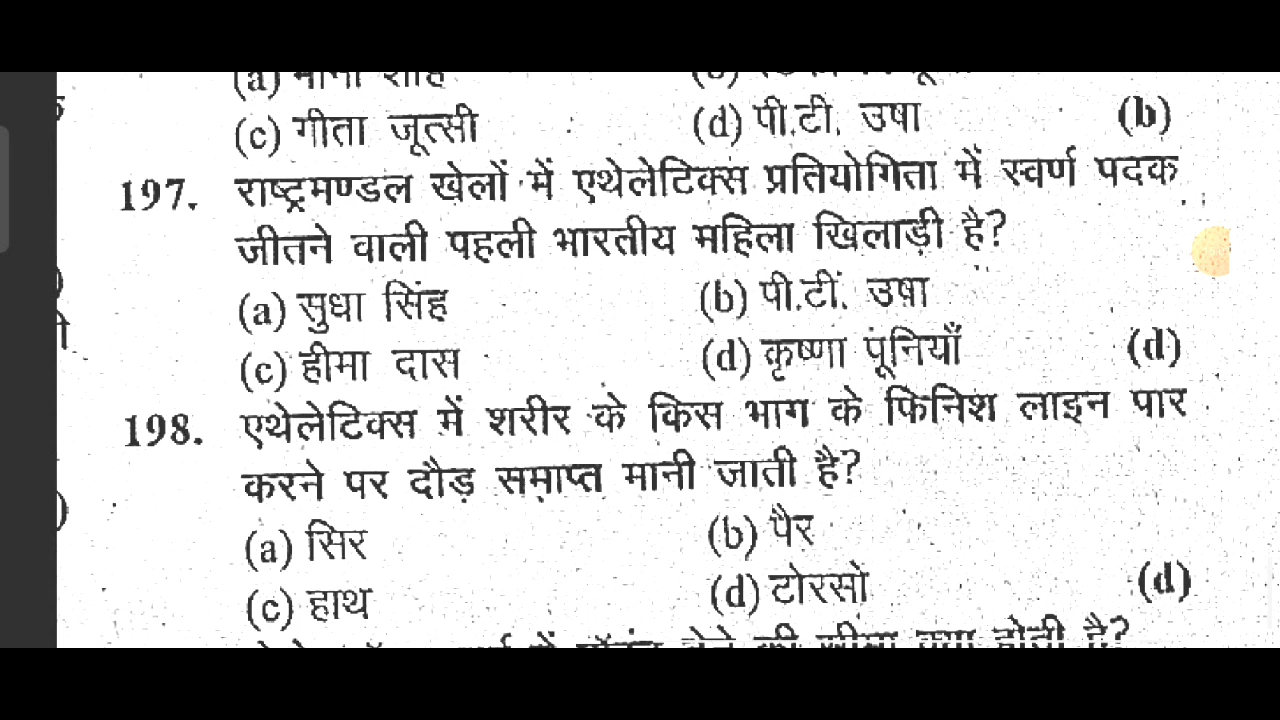 (c) गीता जूत्सी (d) पी.टी. उषा (b)
197. राष्ट्रमण्डल खेलों में एथेलेटिक्स प्रतियोगिता में स्वर्ण पदक
जीतने वाली पहली भारतीय महिला खिलाड़ी है?
(a) सुधा सिंह (b) पी.टी. उषा
(c) हीमा दास (d) कृष्णा पूंनियाँ (d)
198. एथेलेटिक्स में शरीर के किस भाग के फिनिश लाइन पार
करने पर दौड़ समाप्त मानी जाती है?
(a) सिर (b) पैर
(c) हाथ (d) टोरसो (d)
में लेने की सीमा क्या होती है?